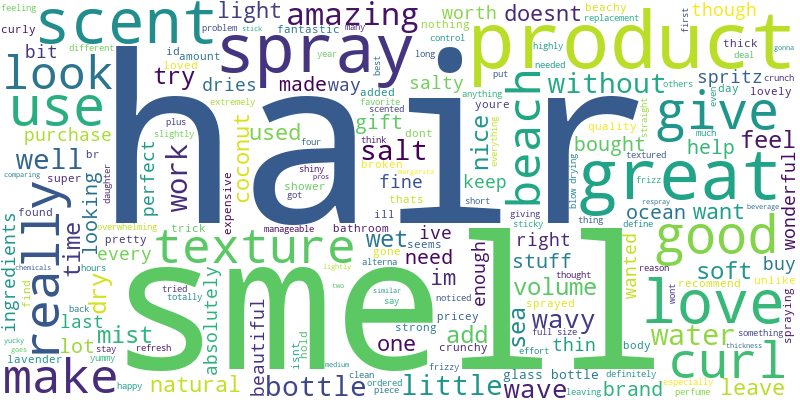 feeling
scent
light
amazing
worth
doesnt
beachy
replacement
first
though
curly
bit
id
problem
stick
fantastic
many
nothing
control
highly
needed
thick
deal
gonna
look
spray
product
different
amount
loved
year
best
long
put
anything
others
crunch
try
made
way
salty
without
spritz
day
even
lovely
use
dries
extremely
scented
added
favorite
youre
hair
beach
give
purchase
plus
slightly
coconut
used
gift
dont
nice
bought
quality
help
much
straight
feel
well
br
daughter
perfect
work
four
think
broken
salt
everything
textured
frizz
great
wonderful
comparing
super
looking
expensive
shiny
pros
got
shower
fine
margarita
thats
keep
short
blow drying
ingredients
really
time
found
overwhelming
pretty
trick
manageable
bathroom
ill
giving
sticky
thing
define
ocean
want
respray
beverage
every
texture
wet
ive
seems
right
good
chemicals
hours
find
dry
tried
totally
absolutely
gone
alterna
lightly
need
im
enough
stuff
thought
wanted
reason
soft
buy
unlike
smell
noticed
volume
sprayed
full size
wont
recommend
spraying
last
back
mist
refresh
two
similar
say
strong
pricey
sea
wavy
love
water
something
yucky
goes
lot
stay
yummy
beautiful
isnt
hold
one
add
crunchy
effort
thin
body
thickness
make
lavender
happy
natural
medium
clean
ordered
piece
bottle
frizzy
little
wave
glass bottle
leaving
definitely
brand
curl
especially
perfume
leave